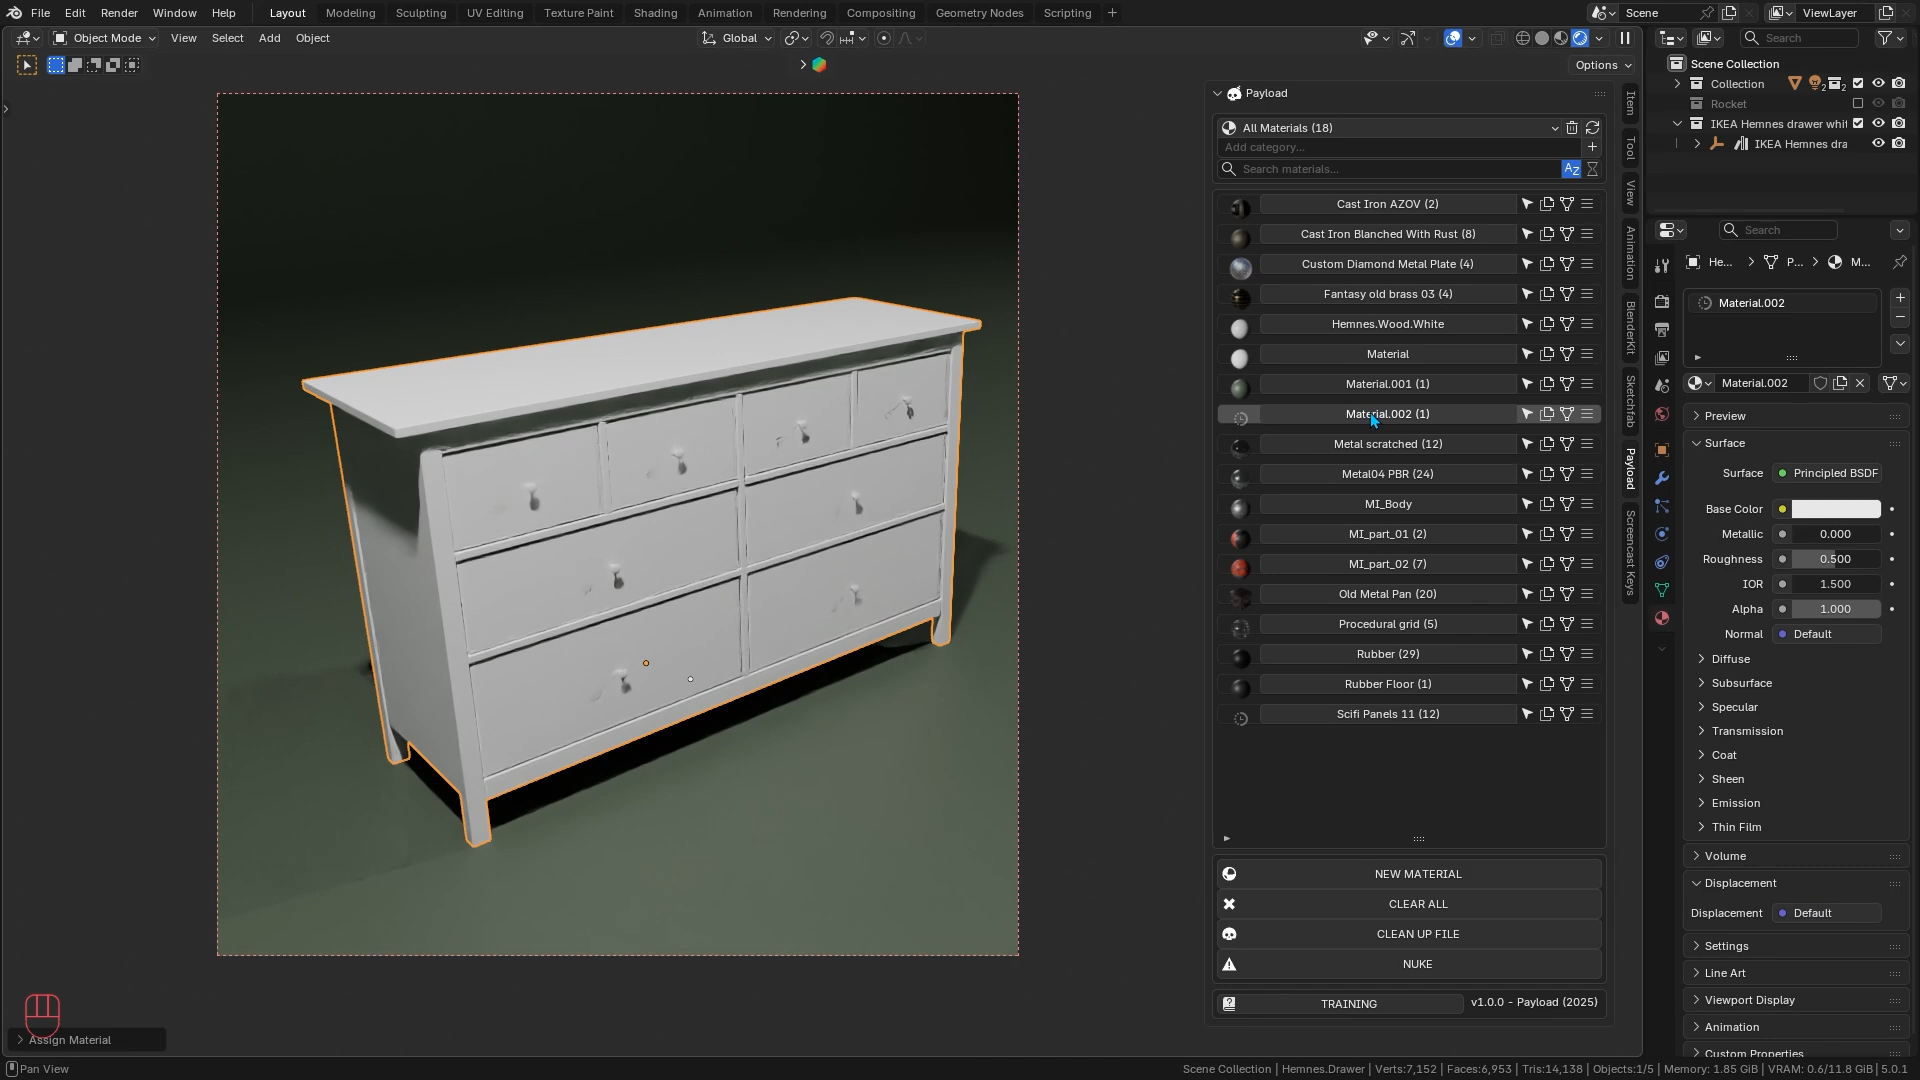 File Edit Render Window Help Layout Modeling Sculpting UV Editing Texture Paint Shading Animation Rendering Compositing Geometry Nodes Scripting + Scene ViewLayer
Object Mode View Select Add Object Global Search
Options
Payload
All Materials (18)
Add category...
Search materials...
Cast Iron AZOV (2)
Cast Iron Blanched With Rust (8)
Custom Diamond Metal Plate (4)
Fantasy old brass 03 (4)
Hemnes.Wood.White
Material
Material.001 (1)
Material.002 (1)
Metal scratched (12)
Metal04 PBR (24)
MI_Body
MI_part_01 (2)
MI_part_02 (7)
Old Metal Pan (20)
Procedural grid (5)
Rubber (29)
Rubber Floor (1)
Scifi Panels 11 (12)
NEW MATERIAL
CLEAR ALL
CLEAN UP FILE
NUKE
TRAINING v1.0.0 - Payload (2025)
Item
Tool
View
Animation
BlenderKit
Sketchfab
Payload
Screencast Keys
Scene Collection
Collection 2 2
Rocket
IKEA Hemnes drawer whit
IKEA Hemnes dra
Search
He... P... M...
Material.002
Material.002
Preview
Surface
Surface Principled BSDF
Base Color
Metallic 0.000
Roughness 0.500
IOR 1.500
Alpha 1.000
Normal Default
Diffuse
Subsurface
Specular
Transmission
Coat
Sheen
Emission
Thin Film
Volume
Displacement
Displacement Default
Settings
Line Art
Viewport Display
Animation
Custom Properties
Assign Material
Pan View Scene Collection | Hemnes.Drawer | Verts:7,152 | Faces:6,953 | Tris:14,138 | Objects:1/5 | Memory: 1.85 GiB | VRAM: 0.6/11.8 GiB | 5.0.1